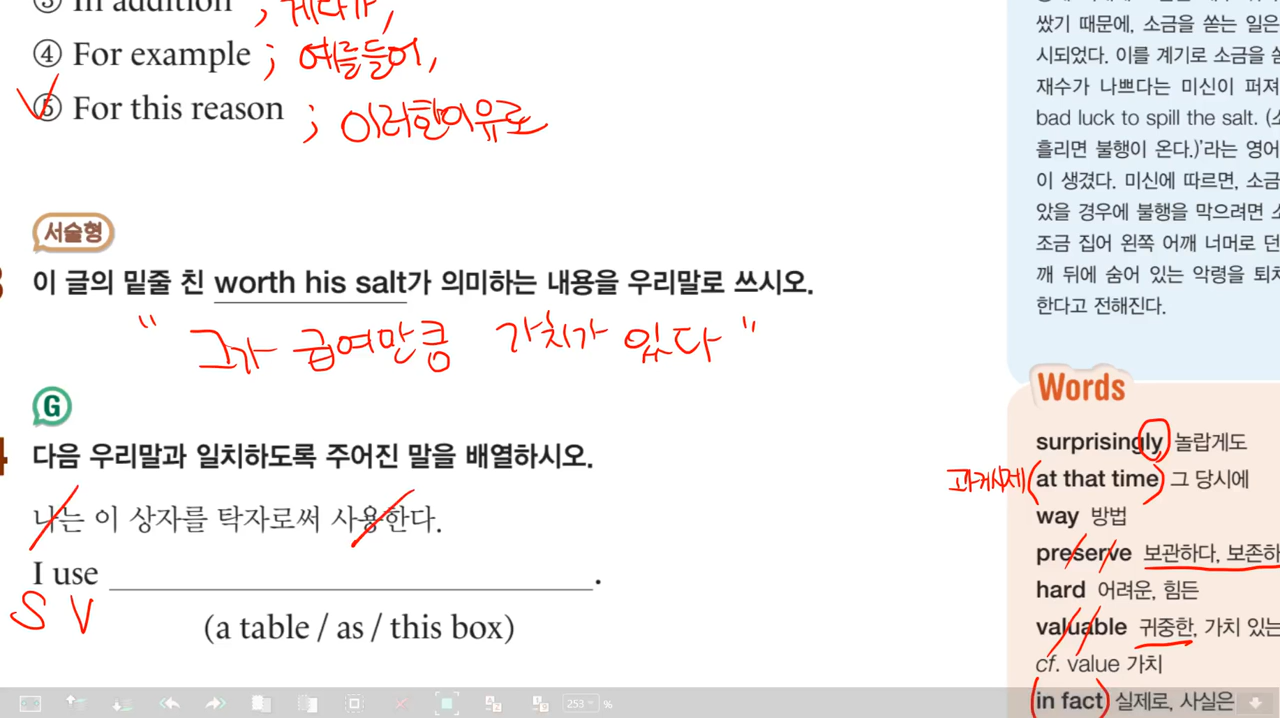 ③ In addition ; 게다가,
④ For example ; 예를들어,
⑤ For this reason ; 이러한이유로
서술형
이 글의 밑줄 친 worth his salt가 의미하는 내용을 우리말로 쓰시오.
" 그가 급여만큼 가치가 있다 "
G
4
다음 우리말과 일치하도록 주어진 말을 배열하시오.
나는 이 상자를 탁자로써 사용한다.
I use ____________ .
S V
(a table / as / this box)
쌌기 때문에, 소금을 쏟는 일은
시되었다. 이를 계기로 소금을
재수가 나쁘다는 미신이 퍼져
bad luck to spill the salt. (
흘리면 불행이 온다.)'라는 영어
이 생겼다. 미신에 따르면, 소금
았을 경우에 불행을 막으려면
조금 집어 왼쪽 어깨 너머로 던
깨 뒤에 숨어 있는 악령을 퇴치
한다고 전해진다.
Words
surprisingly 놀랍게도
과거시제 (at that time) 그 당시에
way 방법
preserve 보관하다, 보존하
hard 어려운, 힘든
valuable 귀중한, 가치 있는
cf. value 가치
(in fact) 실제로, 사실은
253 %